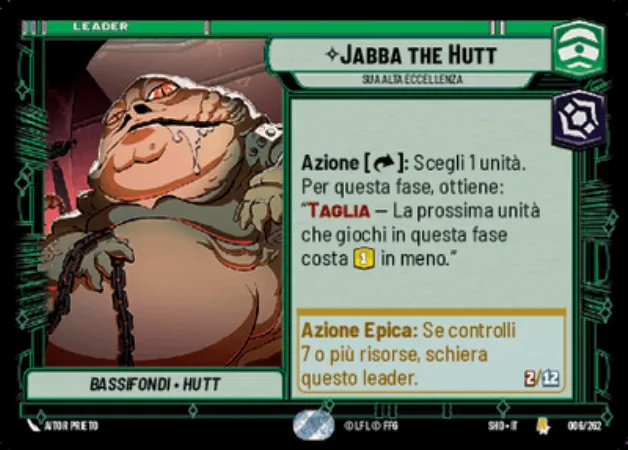 LEADER
✧JABBA THE HUTT
SUA ALTA ECCELLENZA
Azione [↷]: Scegli 1 unità.
Per questa fase, ottiene:
“TAGLIA — La prossima unità
che giochi in questa fase
costa 1 in meno.“
Azione Epica: Se controlli
7 o più risorse, schiera
questo leader.
2/12
BASSIFONDI • HUTT
AITOR PRIETO
© LFL © FFG
SHD • IT
006/262